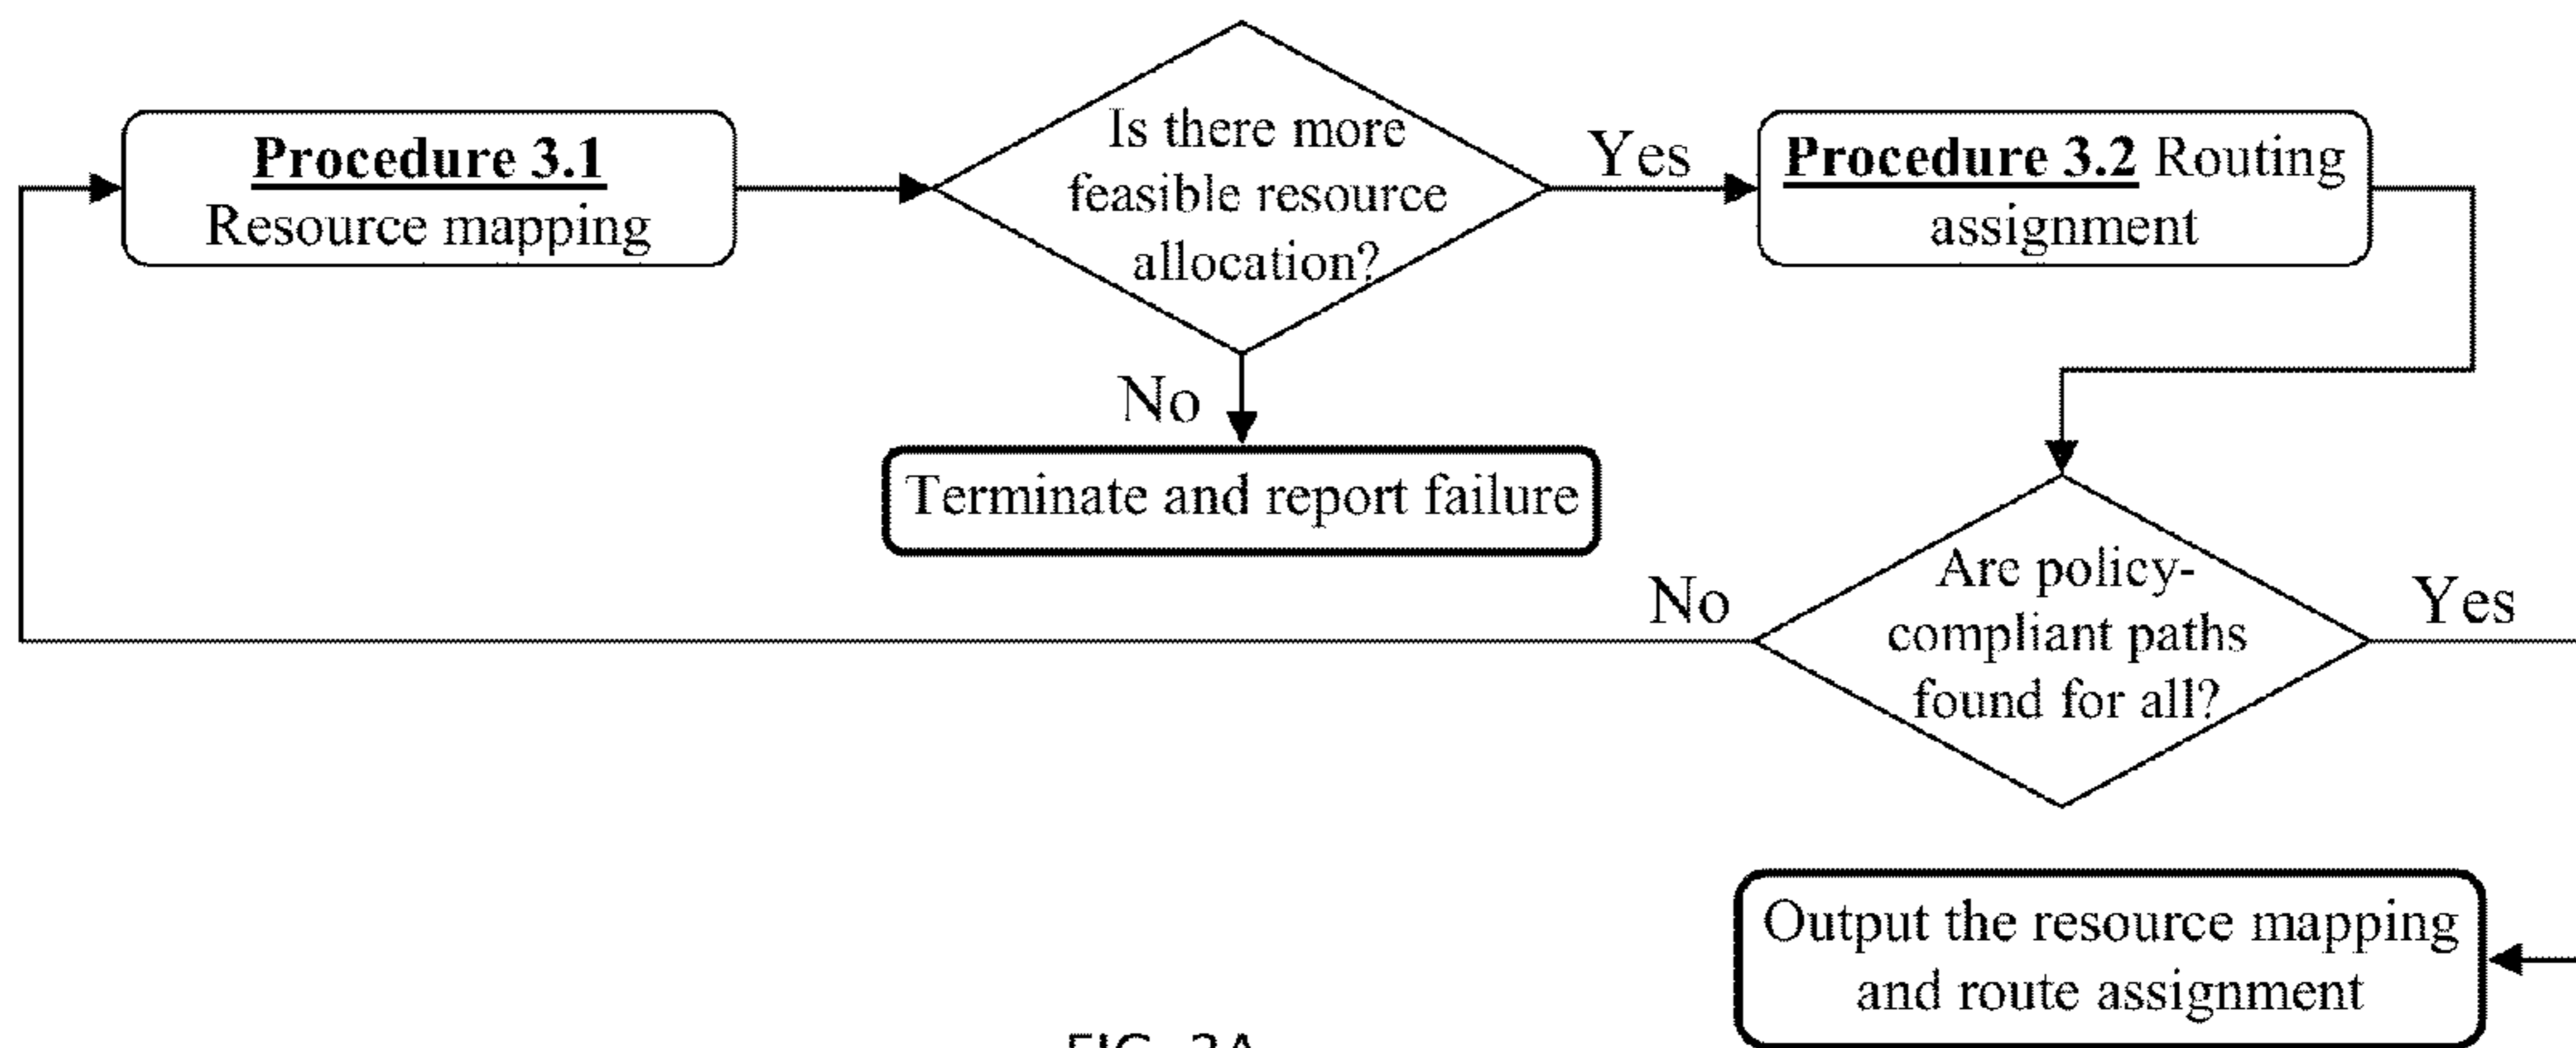 Procedure 3.1
Resource mapping
Is there more
feasible resource
allocation?
Yes
Procedure 3.2 Routing
assignment
No
Terminate and report failure
Are policy-
compliant paths
found for all?
No
Yes
Output the resource mapping
and route assignment